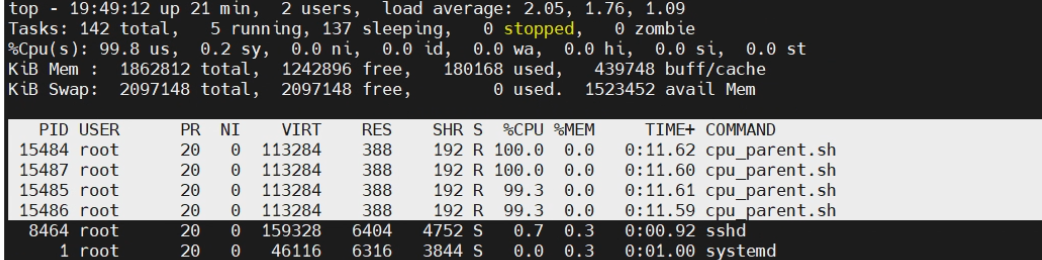 top - 19:49:12 up 21 min,  2 users,  load average: 2.05, 1.76, 1.09
Tasks: 142 total,   5 running, 137 sleeping,   0 stopped,   0 zombie
%Cpu(s): 99.8 us,  0.2 sy,  0.0 ni,  0.0 id,  0.0 wa,  0.0 hi,  0.0 si,  0.0 st
KiB Mem :  1862812 total,  1242896 free,   180168 used,   439748 buff/cache
KiB Swap:  2097148 total,  2097148 free,        0 used.  1523452 avail Mem
PID USER      PR  NI    VIRT    RES    SHR S  %CPU %MEM     TIME+ COMMAND
15484 root      20   0  113284    388    192 R 100.0  0.0   0:11.62 cpu_parent.sh
15487 root      20   0  113284    388    192 R 100.0  0.0   0:11.60 cpu_parent.sh
15485 root      20   0  113284    388    192 R  99.3  0.0   0:11.61 cpu_parent.sh
15486 root      20   0  113284    388    192 R  99.3  0.0   0:11.59 cpu_parent.sh
8464 root      20   0  159328   6404   4752 S   0.7  0.3   0:00.92 sshd
1 root      20   0   46116   6316   3844 S   0.0  0.3   0:01.00 systemd